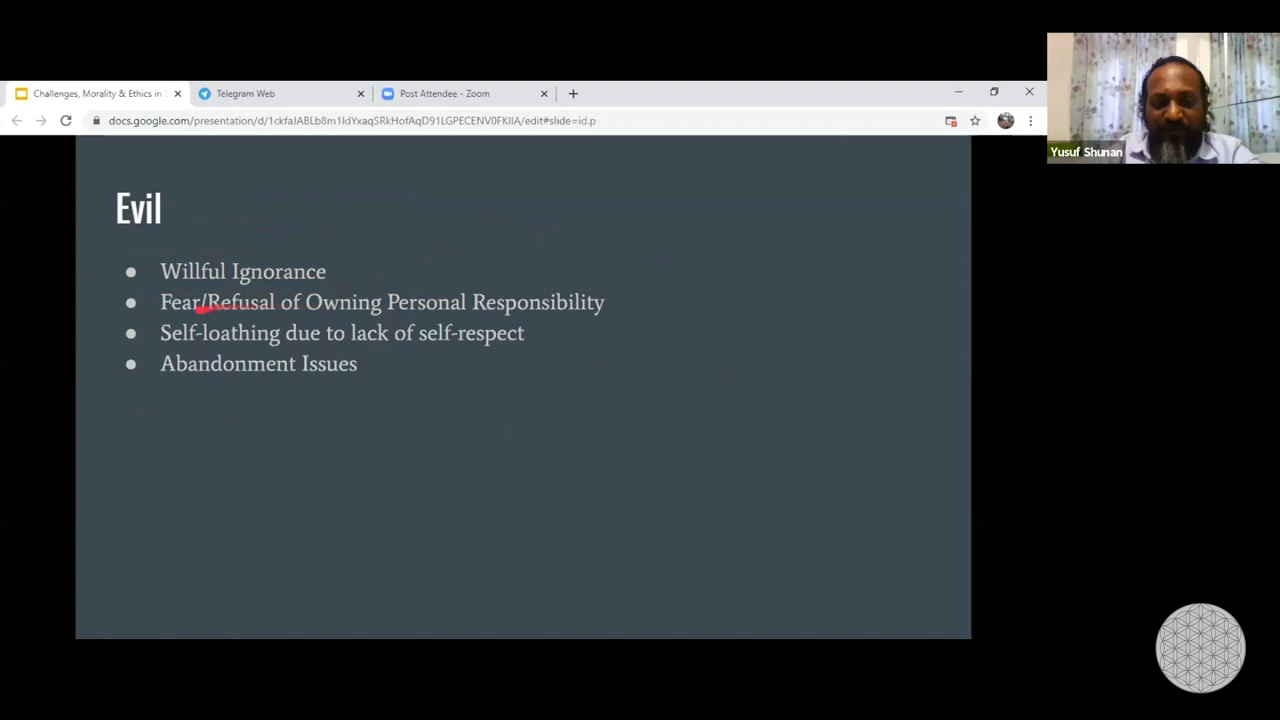 Challenges, Morality & Ethics in
Telegram Web
Post Attendee - Zoom
docs.google.com/presentation/d/1ckfaJABLb8m1IdYxaqSRkHofAqD91LGPECENV0FKIIA/edit#slide=id.p
Yusuf Shunan
Evil
● Willful Ignorance
● Fear/Refusal of Owning Personal Responsibility
● Self-loathing due to lack of self-respect
● Abandonment Issues